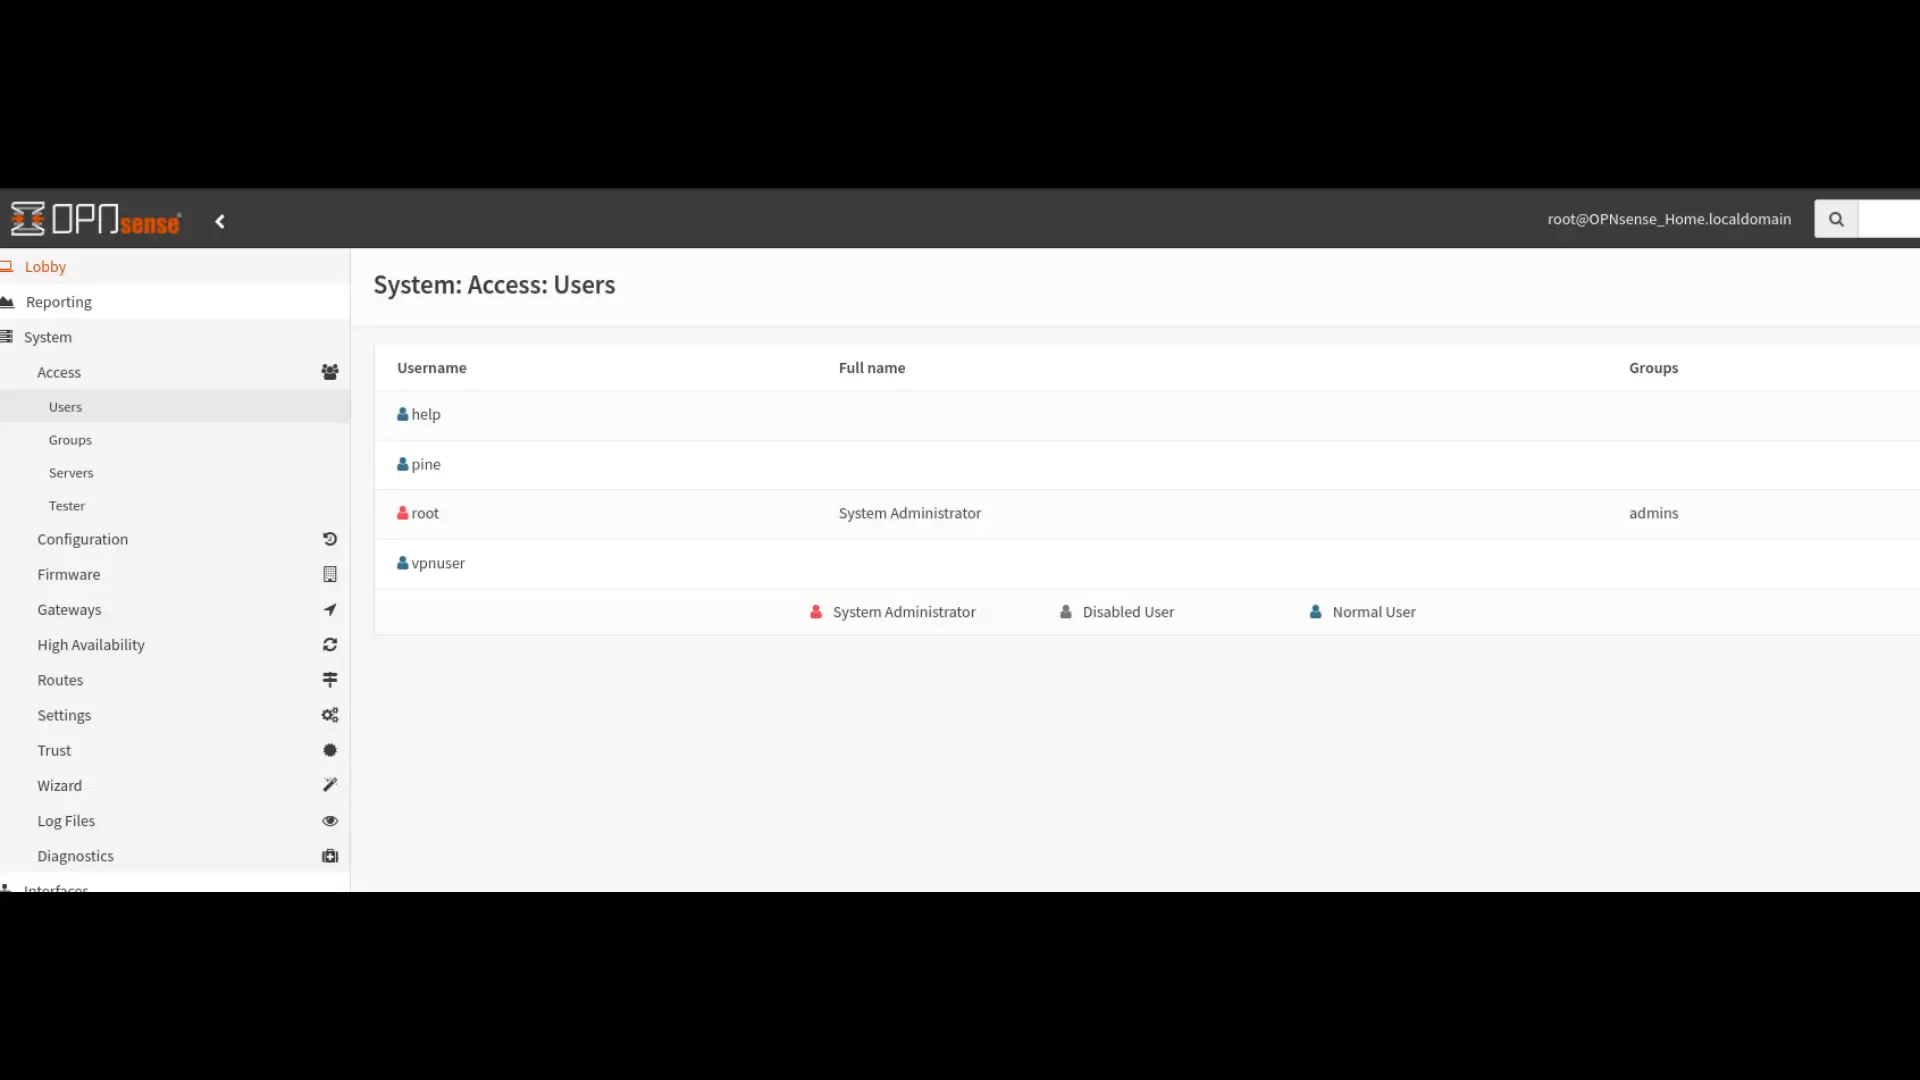 OPNsense
root@OPNsense_Home.localdomain
Lobby
Reporting
System
Access
Users
Groups
Servers
Tester
Configuration
Firmware
Gateways
High Availability
Routes
Settings
Trust
Wizard
Log Files
Diagnostics
Interfaces
System: Access: Users
Username Full name Groups
help
pine
root System Administrator admins
vpnuser
System Administrator Disabled User Normal User